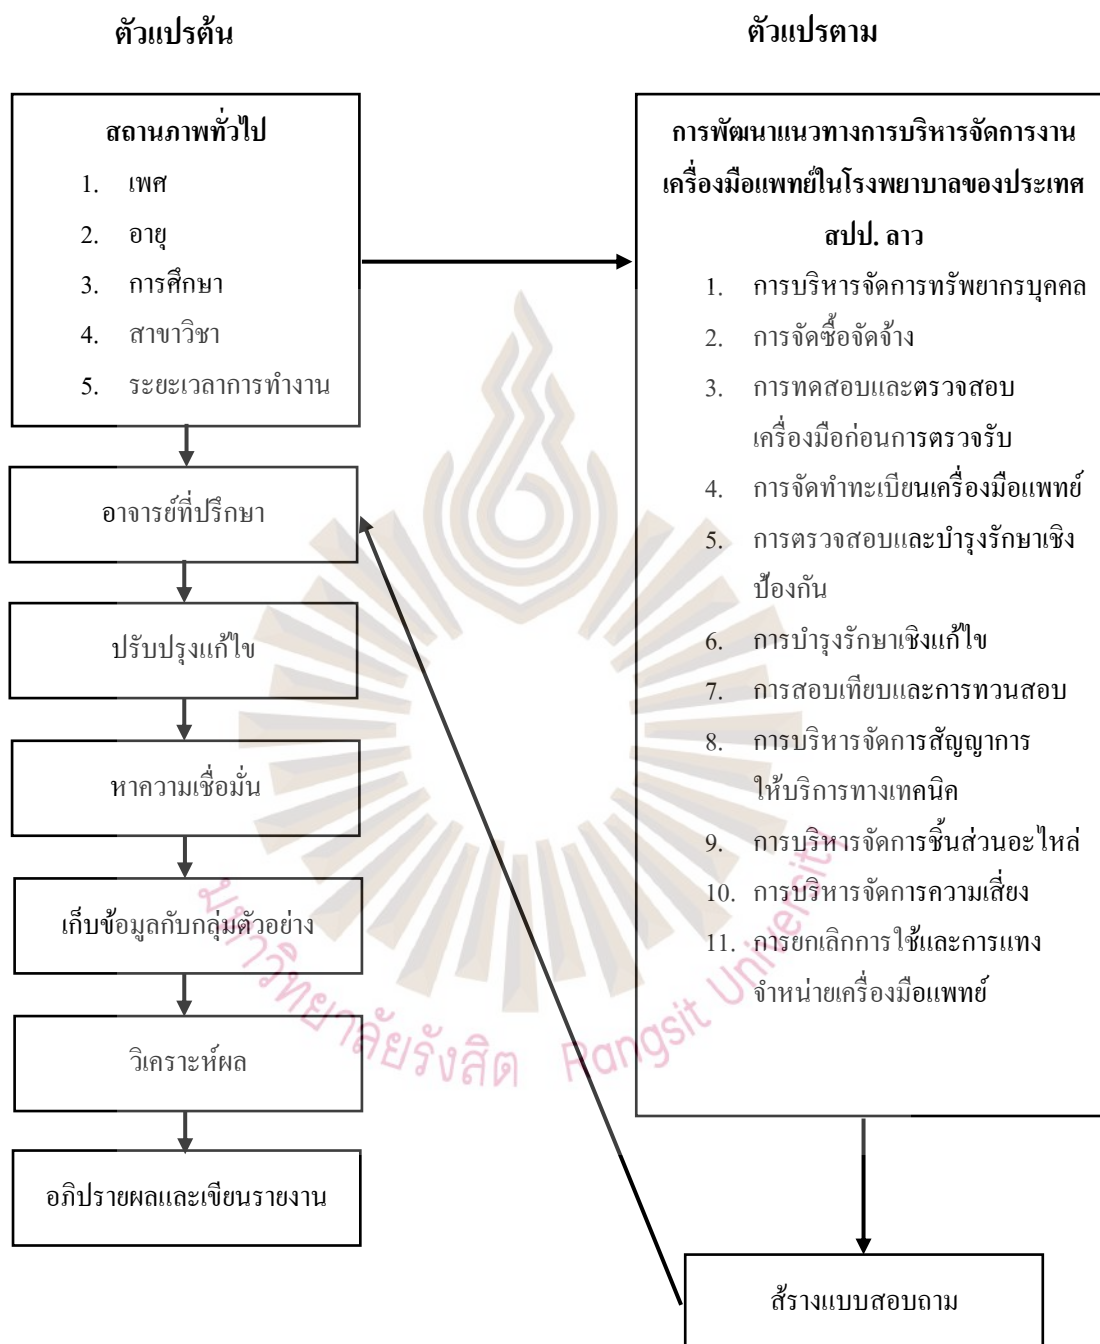 ตัวแปรต้น
ตัวแปรตาม
สถานภาพทั่วไป
1. เพศ
2. อายุ
3. การศึกษา
4. สาขาวิชา
5. ระยะเวลาการทำงาน
อาจารย์ที่ปรึกษา
ปรับปรุงแก้ไข
หาความเชื่อมั่น
เก็บข้อมูลกับกลุ่มตัวอย่าง
วิเคราะห์ผล
อภิปรายผลและเขียนรายงาน
การพัฒนาแนวทางการบริหารจัดการงาน
เครื่องมือแพทย์ในโรงพยาบาลของประเทศ
สปป. ลาว
1. การบริหารจัดการทรัพยากรบุคคล
2. การจัดซื้อจัดจ้าง
3. การทดสอบและตรวจสอบ
เครื่องมือก่อนการตรวจรับ
4. การจัดทำทะเบียนเครื่องมือแพทย์
5. การตรวจสอบและบำรุงรักษาเชิง
ป้องกัน
6. การบำรุงรักษาเชิงแก้ไข
7. การสอบเทียบและการทวนสอบ
8. การบริหารจัดการสัญญาการ
ให้บริการทางเทคนิค
9. การบริหารจัดการชิ้นส่วนอะไหล่
10. การบริหารจัดการความเสี่ยง
11. การยกเลิกการใช้และการแทง
จำหน่ายเครื่องมือแพทย์
ส้รางแบบสอบถาม
มหาวิทยาลัยรังสิต Rangsit University